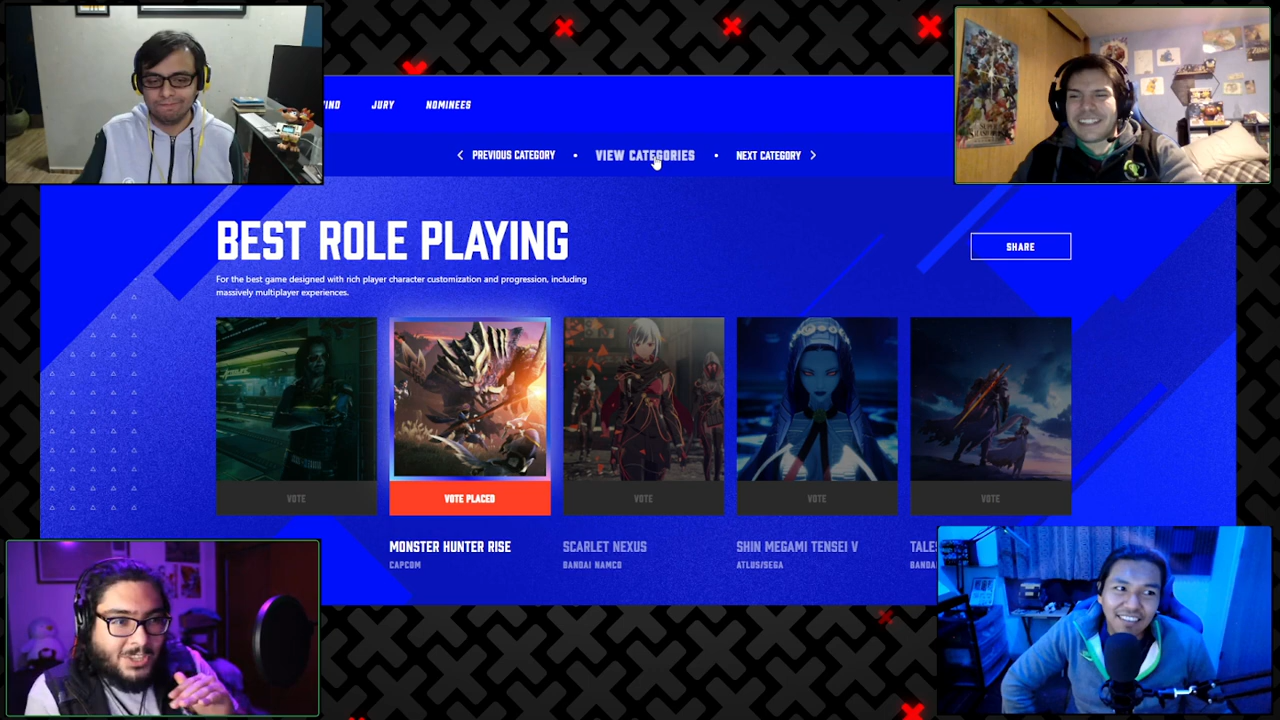 JURY
NOMINEES
PREVIOUS CATEGORY
VIEW CATEGORIES
NEXT CATEGORY
BEST ROLE PLAYING
SHARE
For the best game designed with rich player character customization and progression, including
massively multiplayer experiences.
VOTE
VOTE PLACED
VOTE
VOTE
VOTE
MONSTER HUNTER RISE
SCARLET NEXUS
SHIN MEGAMI TENSEI V
TALES
CAPCOM
BANDAI NAMCO
ATLUS/SEGA
BANDA